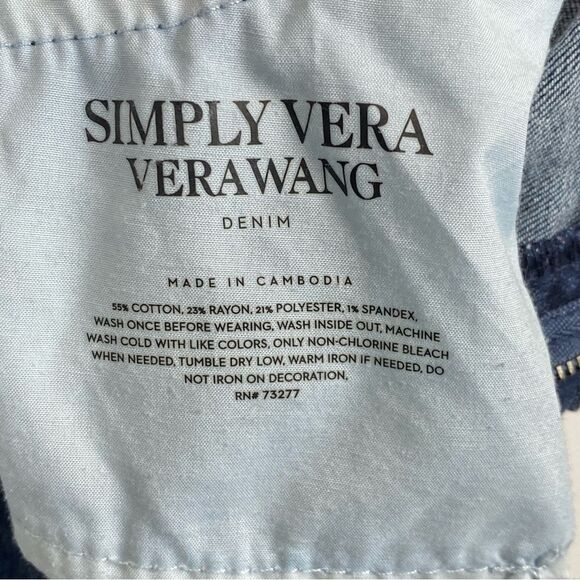 SIMPLY VERA
VERA WANG
DENIM
MADE IN CAMBODIA
55% COTTON, 23% RAYON, 21% POLYESTER, 1% SPANDEX,
WASH ONCE BEFORE WEARING, WASH INSIDE OUT, MACHINE
WASH COLD WITH LIKE COLORS, ONLY NON-CHLORINE BLEACH
WHEN NEEDED, TUMBLE DRY LOW, WARM IRON IF NEEDED, DO
NOT IRON ON DECORATION,
RN# 73277